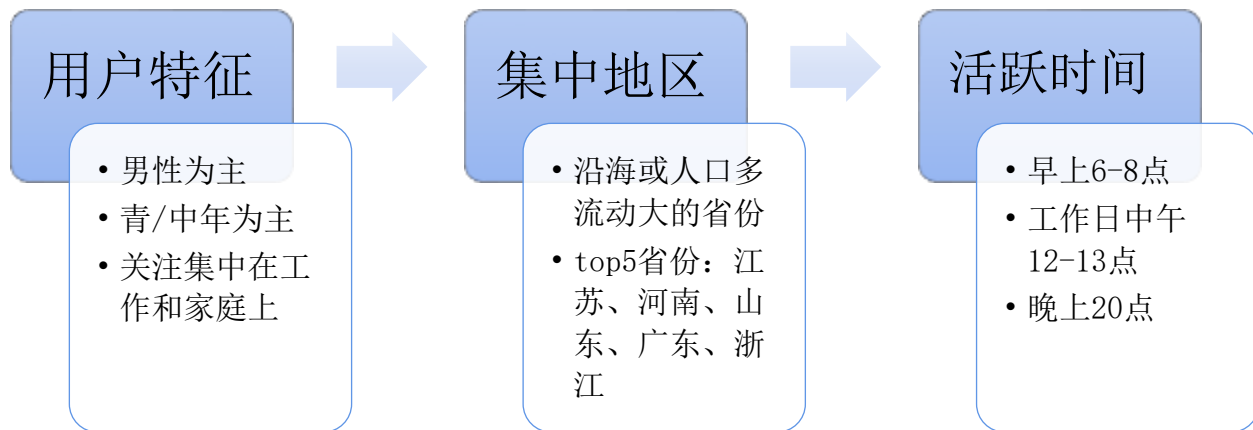 用户特征
• 男性为主
• 青/中年为主
• 关注集中在工
作和家庭上
集中地区
• 沿海或人口多
流动大的省份
• top5省份：江
苏、河南、山
东、广东、浙
江
活跃时间
• 早上6-8点
• 工作日中午
12-13点
• 晚上20点